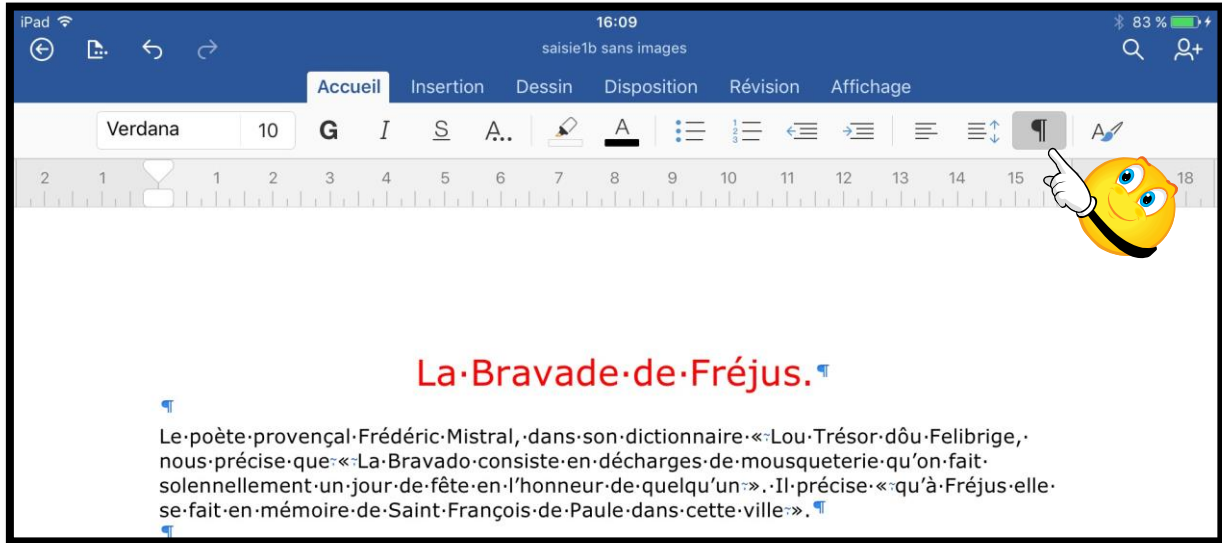 iPad 16:09 83 %
saisie1b sans images
Accueil Insertion Dessin Disposition Révision Affichage
Verdana 10 G I S A.. A 1 2 3 ¶ A
2 1 1 2 3 4 5 6 7 8 9 10 11 12 13 14 15 18
La·Bravade·de·Fréjus.¶
¶
Le·poète·provençal·Frédéric·Mistral,·dans·son·dictionnaire·«·Lou·Trésor·dôu·Felibrige,·
nous·précise·que·«·La·Bravado·consiste·en·décharges·de·mousqueterie·qu’on·fait·
solennellement·un·jour·de·fête·en·l’honneur·de·quelqu’un·».·Il·précise·«·qu’à·Fréjus·elle·
se·fait·en·mémoire·de·Saint·François·de·Paule·dans·cette·ville·».¶
¶